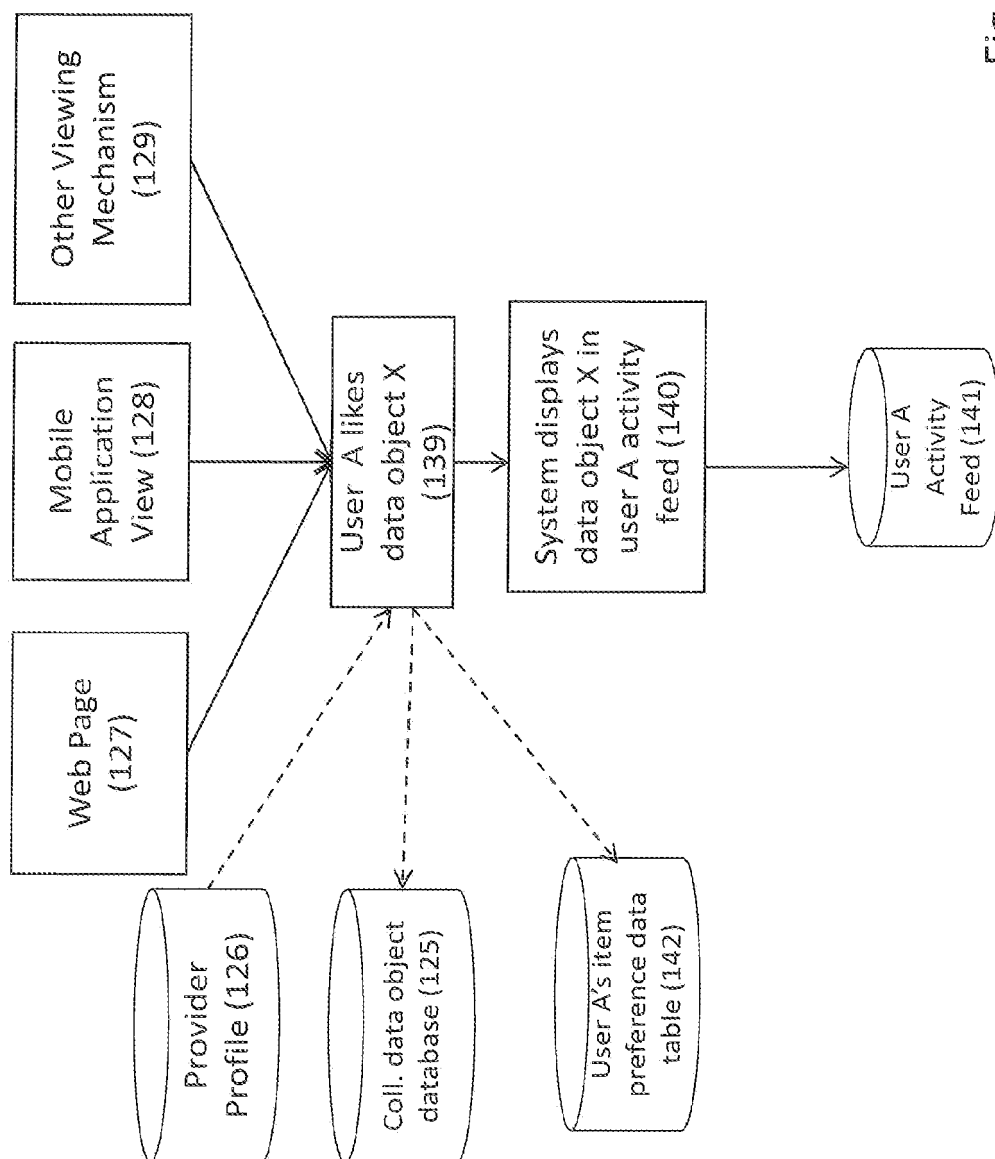 Web Page
(127)
Mobile
Application
View (128)
Other Viewing
Mechanism
(129)
Provider
Profile (126)
Coll. data object
database (125)
User A's item
preference data
table (142)
User A likes
data object X
(139)
System displays
data object X in
user A activity
feed (140)
User A
Activity
Feed (141)